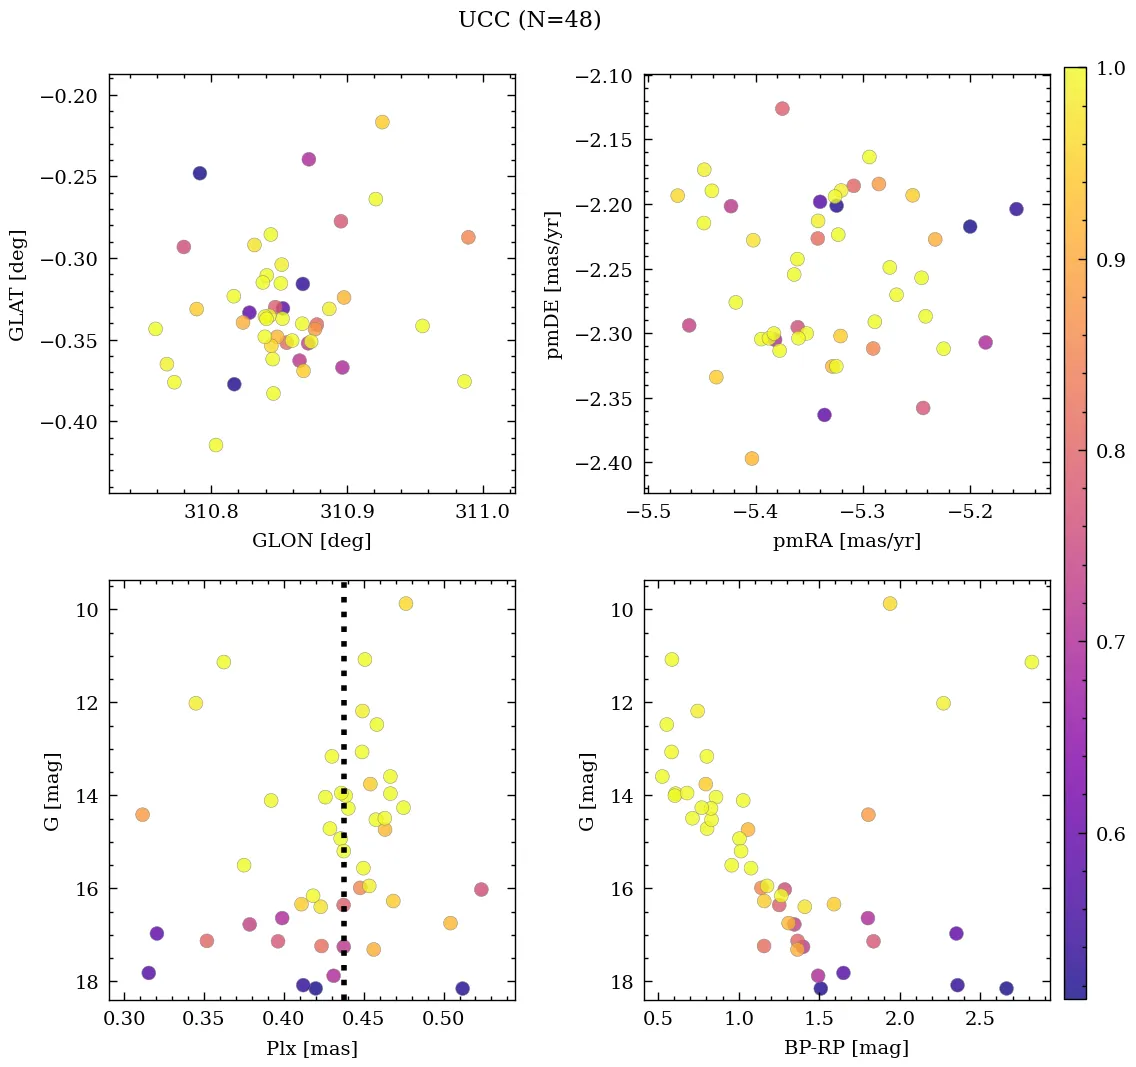 UCC (N=48)
−0.20
−0.25
−0.30
−0.35
−0.40
GLAT [deg]
310.8 310.9 311.0
GLON [deg]
−2.10
−2.15
−2.20
−2.25
−2.30
−2.35
−2.40
pmDE [mas/yr]
−5.5 −5.4 −5.3 −5.2
pmRA [mas/yr]
1.0
0.9
0.8
0.7
0.6
10
12
14
16
18
G [mag]
0.30 0.35 0.40 0.45 0.50
Plx [mas]
10
12
14
16
18
G [mag]
0.5 1.0 1.5 2.0 2.5
BP-RP [mag]